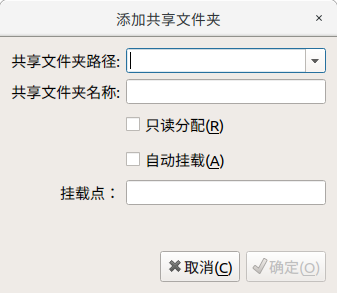 添加共享文件夹
×
共享文件夹路径:
共享文件夹名称:
只读分配(R)
自动挂载(A)
挂载点：
取消(C) 确定(O)